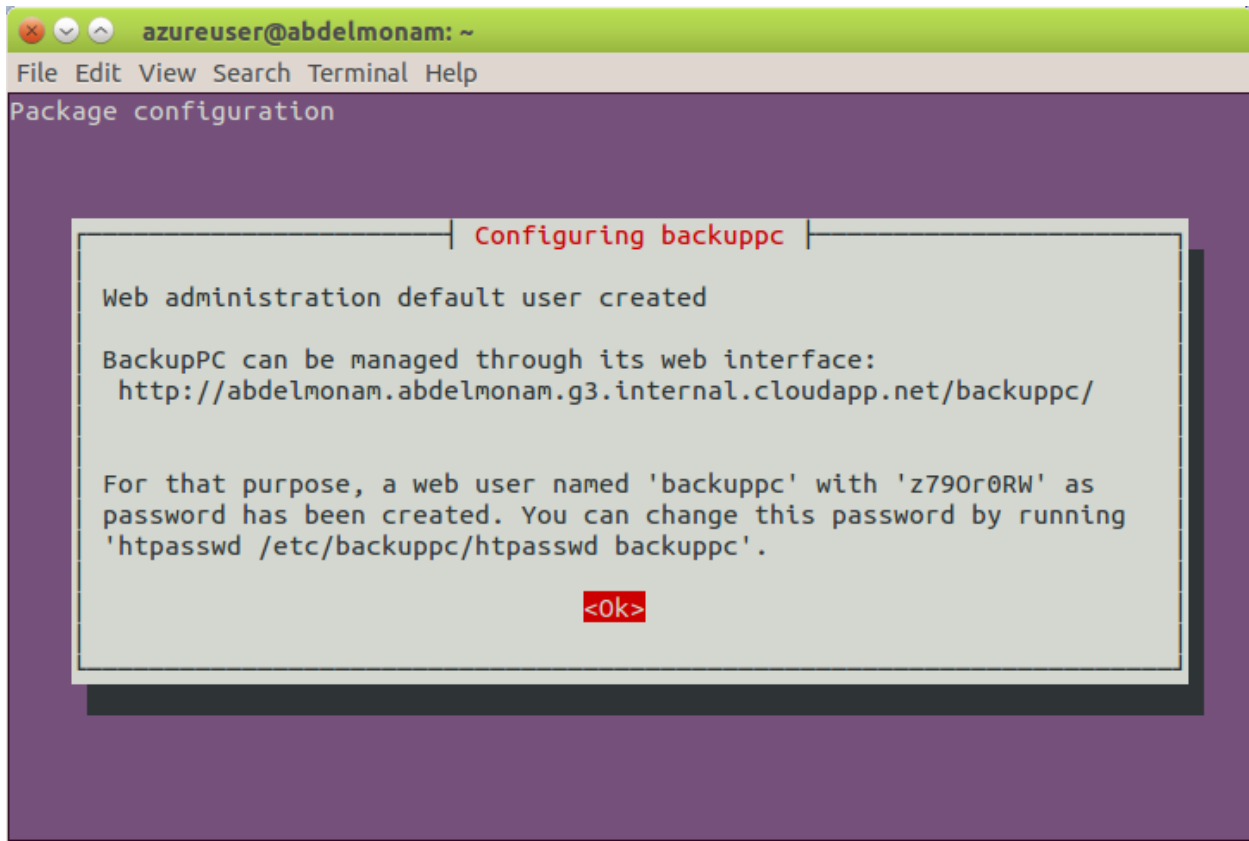 azureuser@abdelmonam: ~
File Edit View Search Terminal Help
Package configuration
Configuring backuppc
Web administration default user created
BackupPC can be managed through its web interface:
http://abdelmonam.abdelmonam.g3.internal.cloudapp.net/backuppc/
For that purpose, a web user named 'backuppc' with 'z79Or0RW' as
password has been created. You can change this password by running
'htpasswd /etc/backuppc/htpasswd backuppc'.
<Ok>